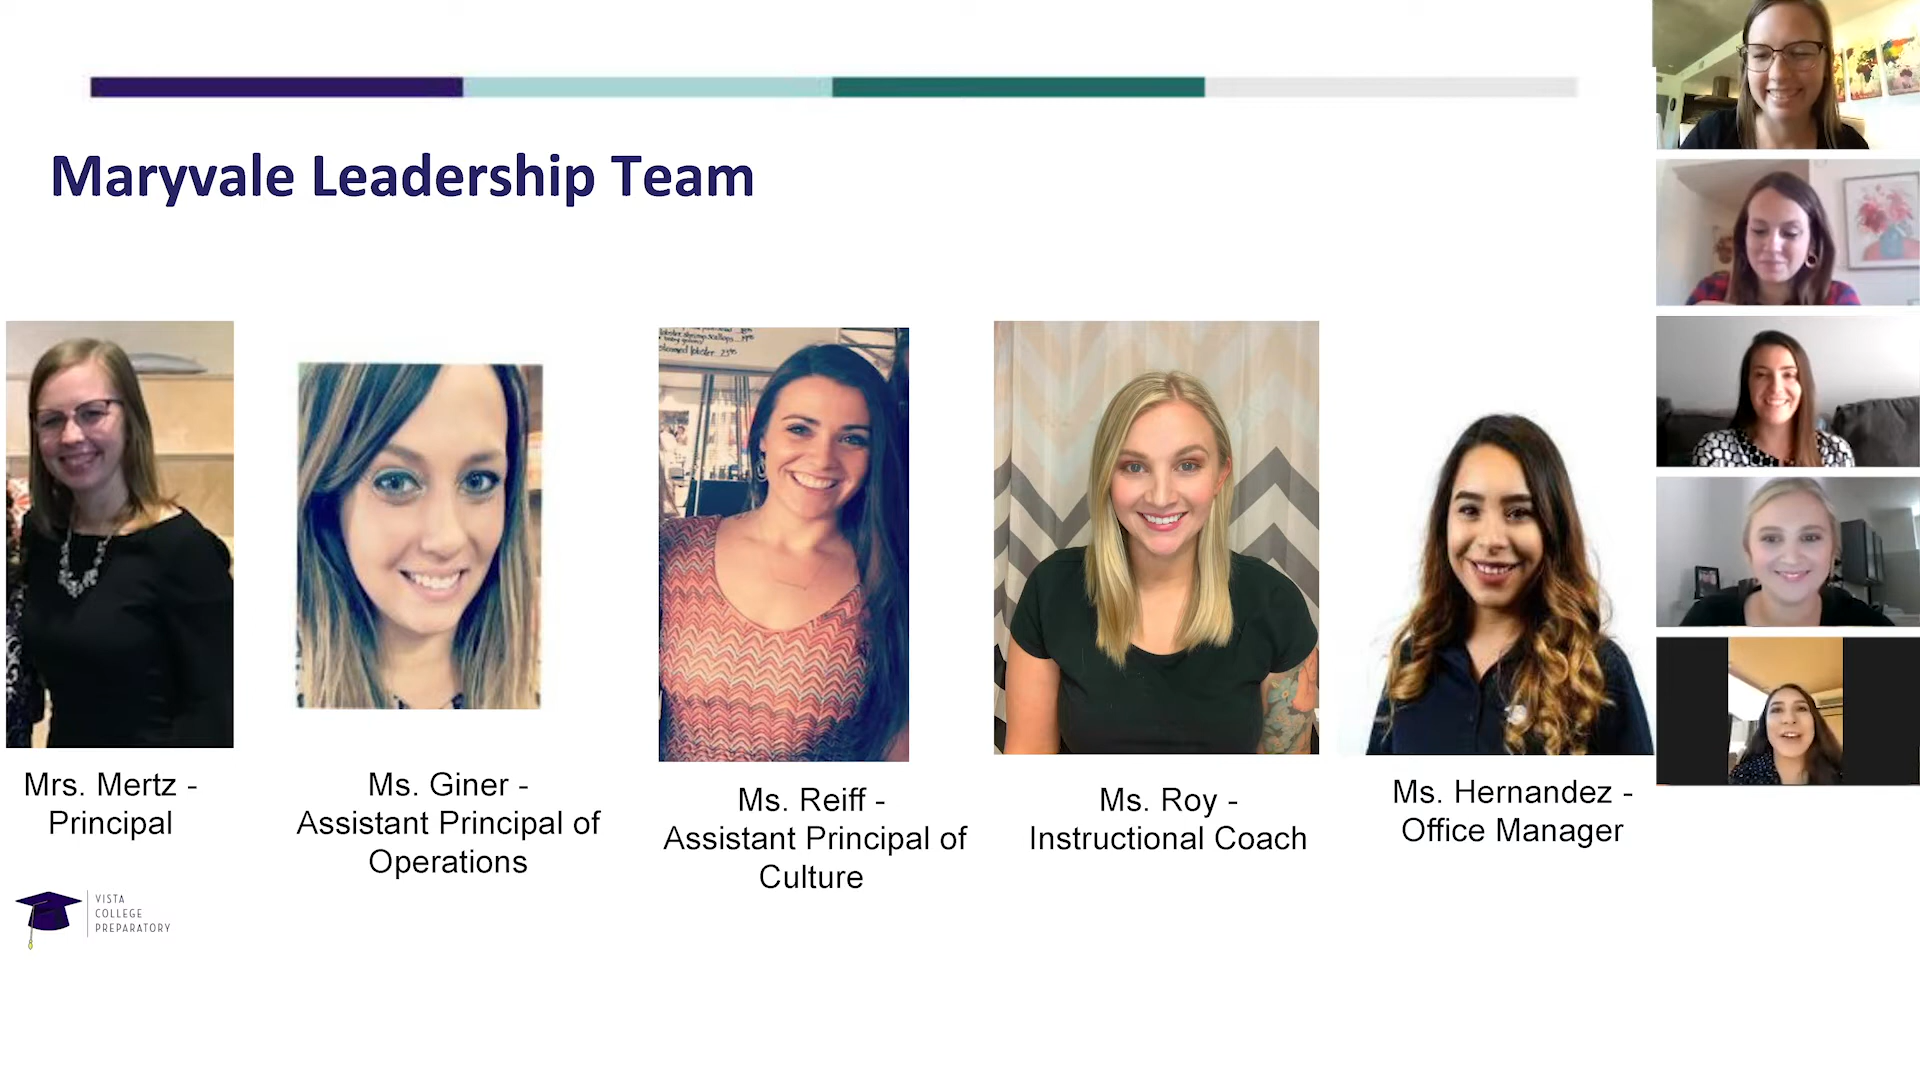 Maryvale Leadership Team
Mrs. Mertz -
Principal
Ms. Giner -
Assistant Principal of
Operations
Ms. Reiff -
Assistant Principal of
Culture
Ms. Roy -
Instructional Coach
Ms. Hernandez -
Office Manager
VISTA
COLLEGE
PREPARATORY